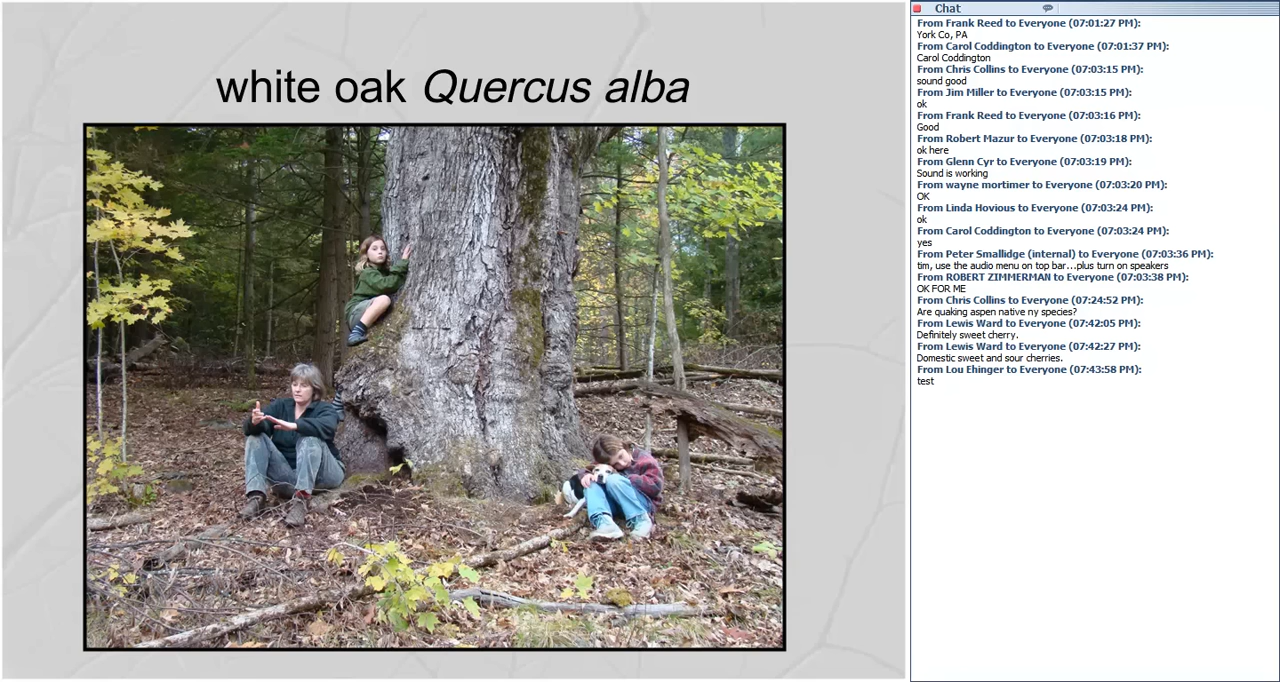 white oak Quercus alba
Chat
From Frank Reed to Everyone (07:01:27 PM):
York Co, PA
From Carol Coddington to Everyone (07:01:37 PM):
Carol Coddington
From Chris Collins to Everyone (07:03:15 PM):
sound good
From Jim Miller to Everyone (07:03:15 PM):
ok
From Frank Reed to Everyone (07:03:16 PM):
Good
From Robert Mazur to Everyone (07:03:18 PM):
ok here
From Glenn Cyr to Everyone (07:03:19 PM):
Sound is working
From wayne mortimer to Everyone (07:03:20 PM):
OK
From Linda Hovious to Everyone (07:03:24 PM):
ok
From Carol Coddington to Everyone (07:03:24 PM):
yes
From Peter Smallidge (internal) to Everyone (07:03:36 PM):
tim, use the audio menu on top bar...plus turn on speakers
From ROBERT ZIMMERMAN to Everyone (07:03:38 PM):
OK FOR ME
From Chris Collins to Everyone (07:24:52 PM):
Are quaking aspen native ny species?
From Lewis Ward to Everyone (07:42:05 PM):
Definitely sweet cherry.
From Lewis Ward to Everyone (07:42:27 PM):
Domestic sweet and sour cherries.
From Lou Ehinger to Everyone (07:43:58 PM):
test